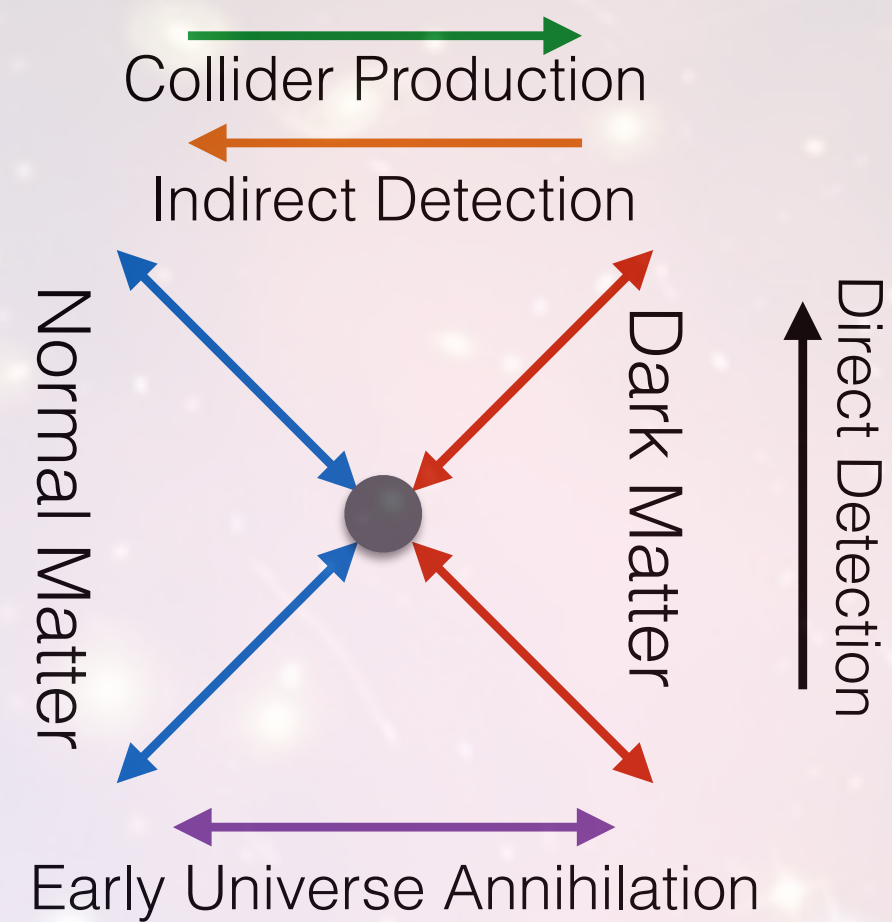 Collider Production
Indirect Detection
Normal Matter
Dark Matter
Direct Detection
Early Universe Annihilation